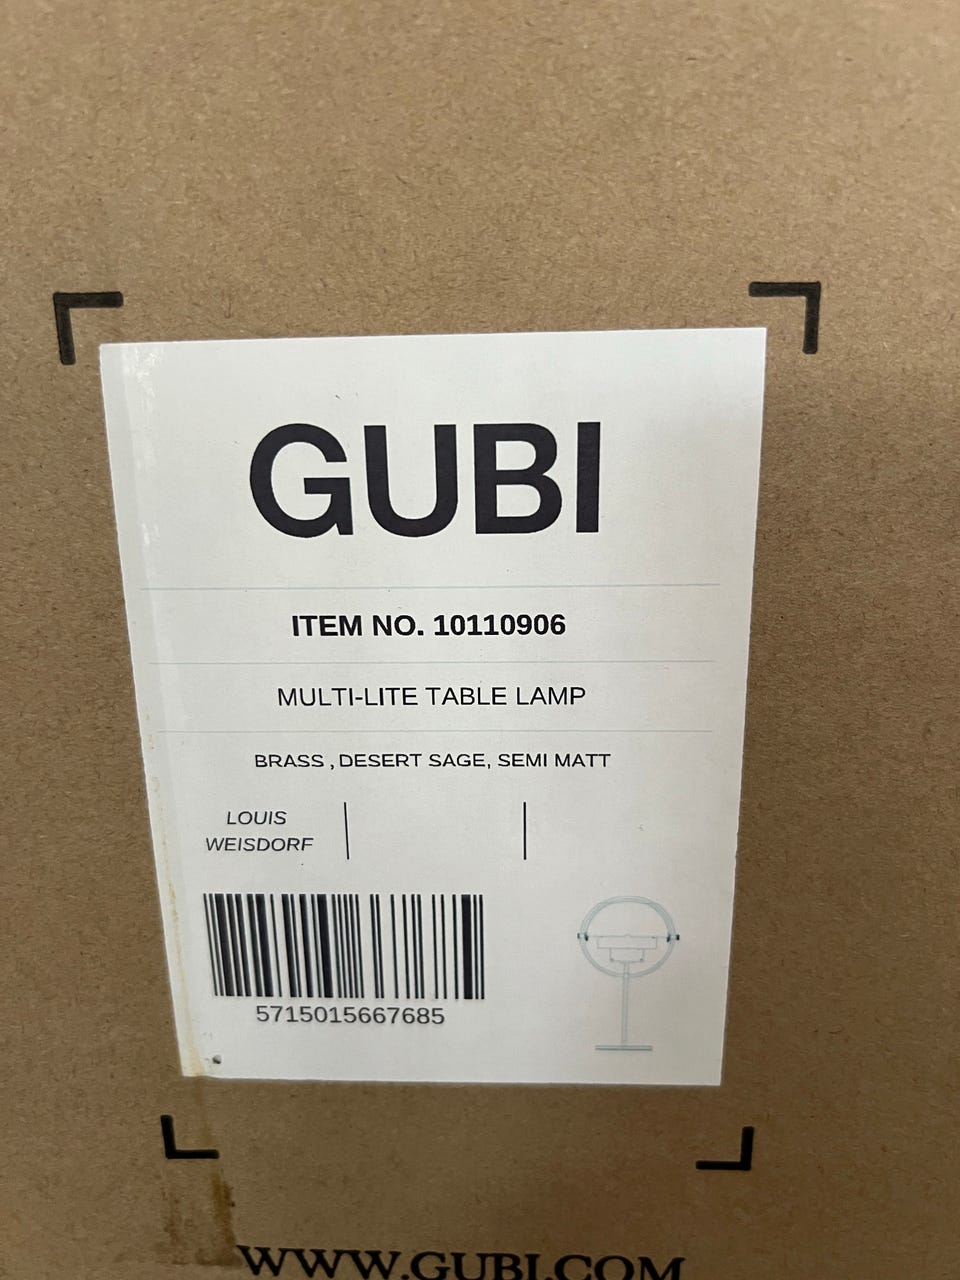 GUBI
ITEM NO. 10110906
MULTI-LITE TABLE LAMP
BRASS , DESERT SAGE, SEMI MATT
LOUIS
WEISDORF
5715015667685
WWW.GUBI.COM